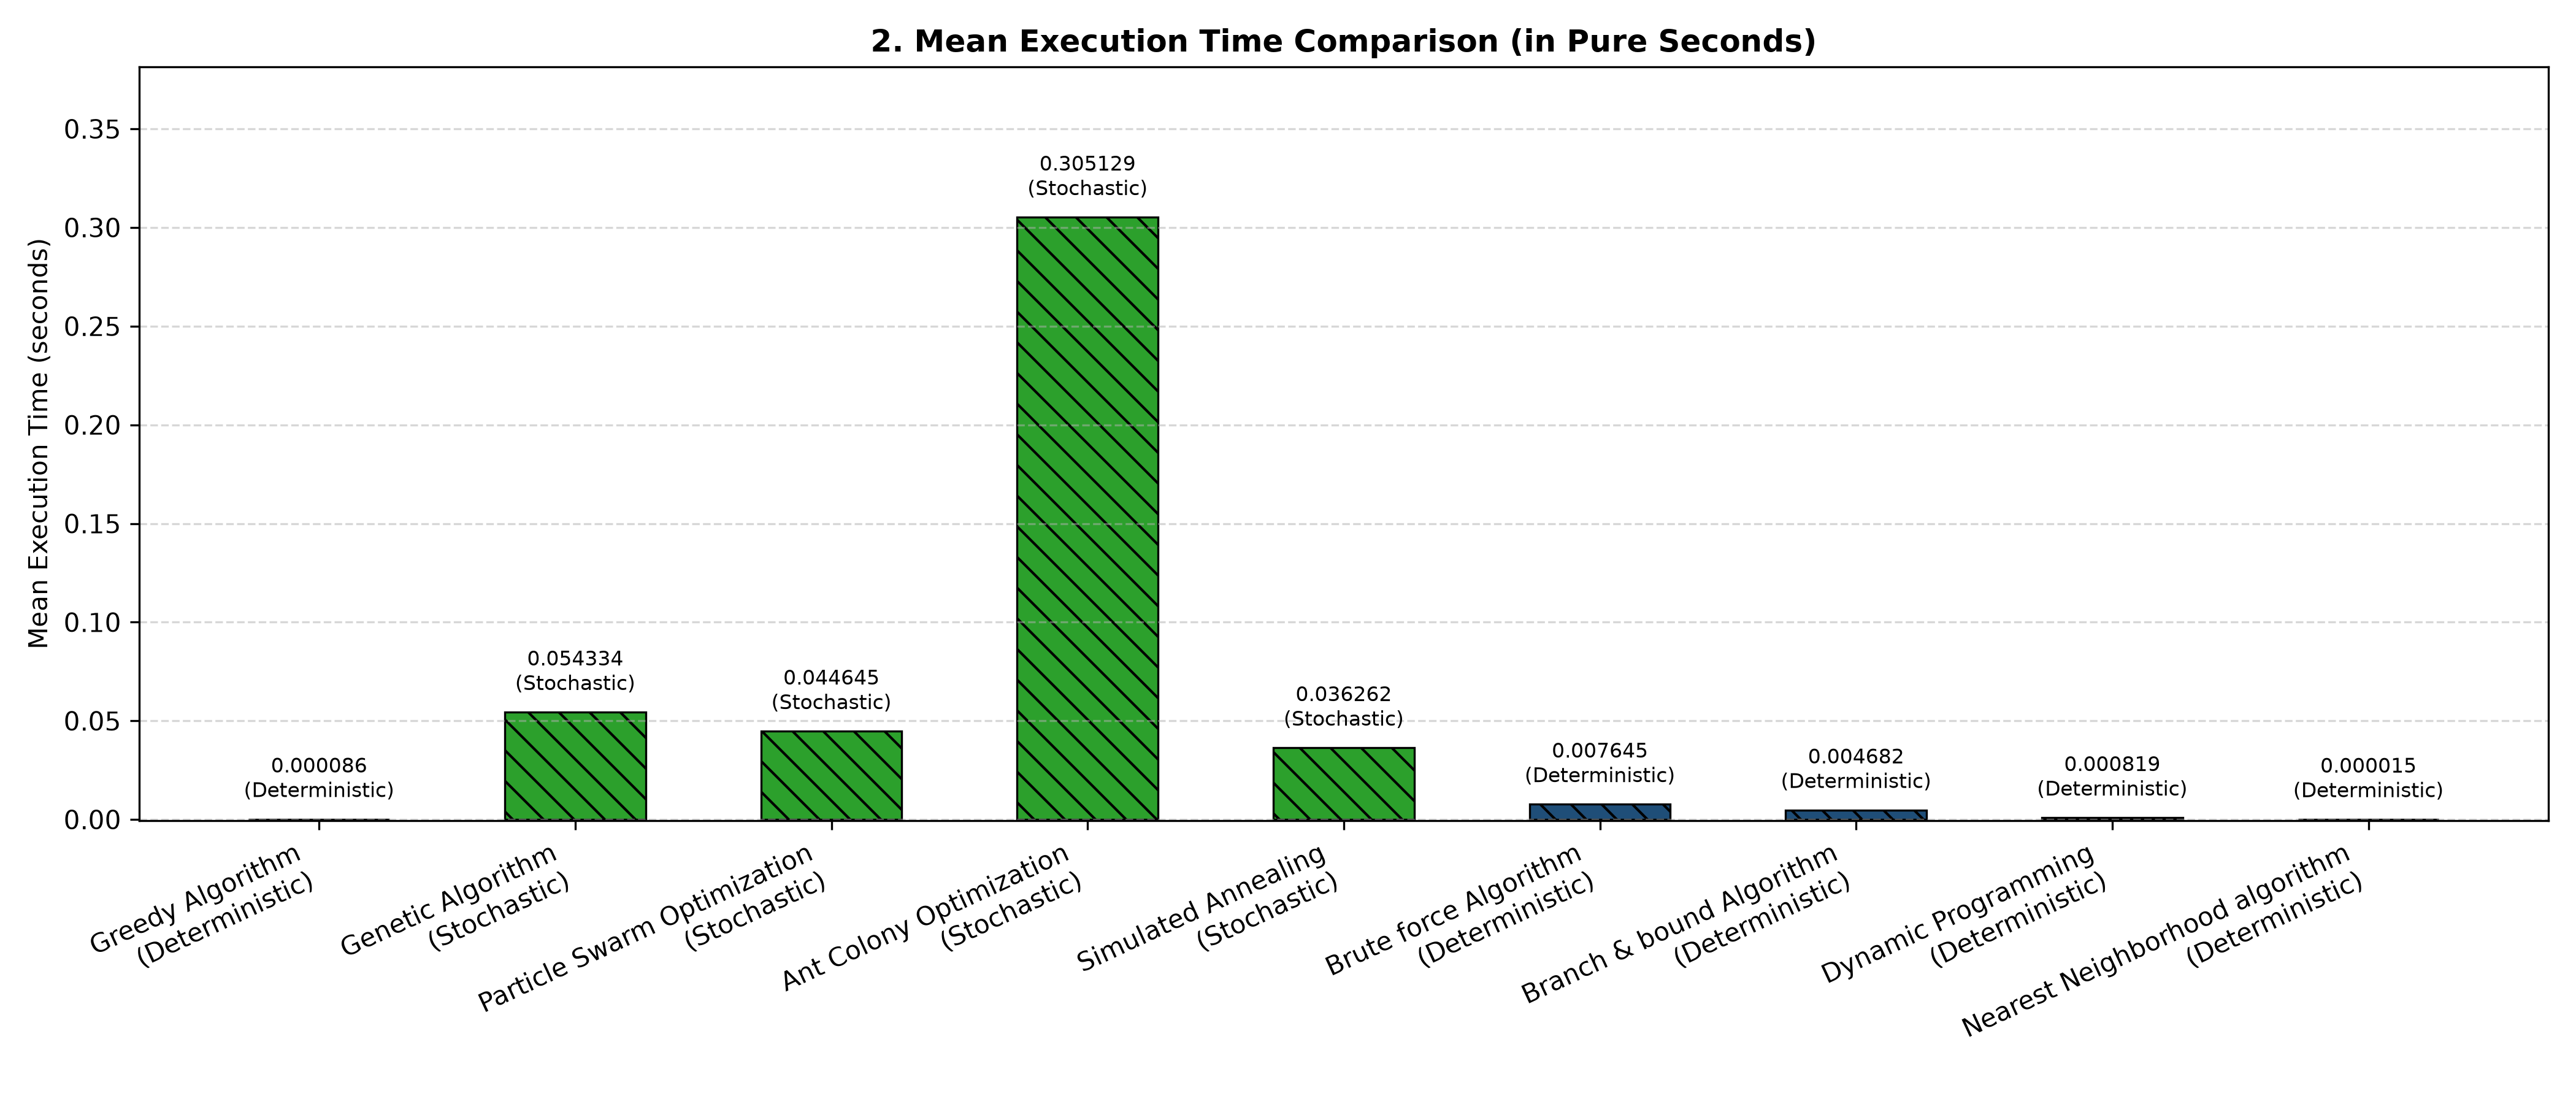 2. Mean Execution Time Comparison (in Pure Seconds)
Mean Execution Time (seconds)
0.35
0.30
0.25
0.20
0.15
0.10
0.05
0.00
0.000086
(Deterministic)
0.054334
(Stochastic)
0.044645
(Stochastic)
0.305129
(Stochastic)
0.036262
(Stochastic)
0.007645
(Deterministic)
0.004682
(Deterministic)
0.000819
(Deterministic)
0.000015
(Deterministic)
Greedy Algorithm
(Deterministic)
Genetic Algorithm
(Stochastic)
Particle Swarm Optimization
(Stochastic)
Ant Colony Optimization
(Stochastic)
Simulated Annealing
(Stochastic)
Brute force Algorithm
(Deterministic)
Branch & bound Algorithm
(Deterministic)
Dynamic Programming
(Deterministic)
Nearest Neighborhood algorithm
(Deterministic)